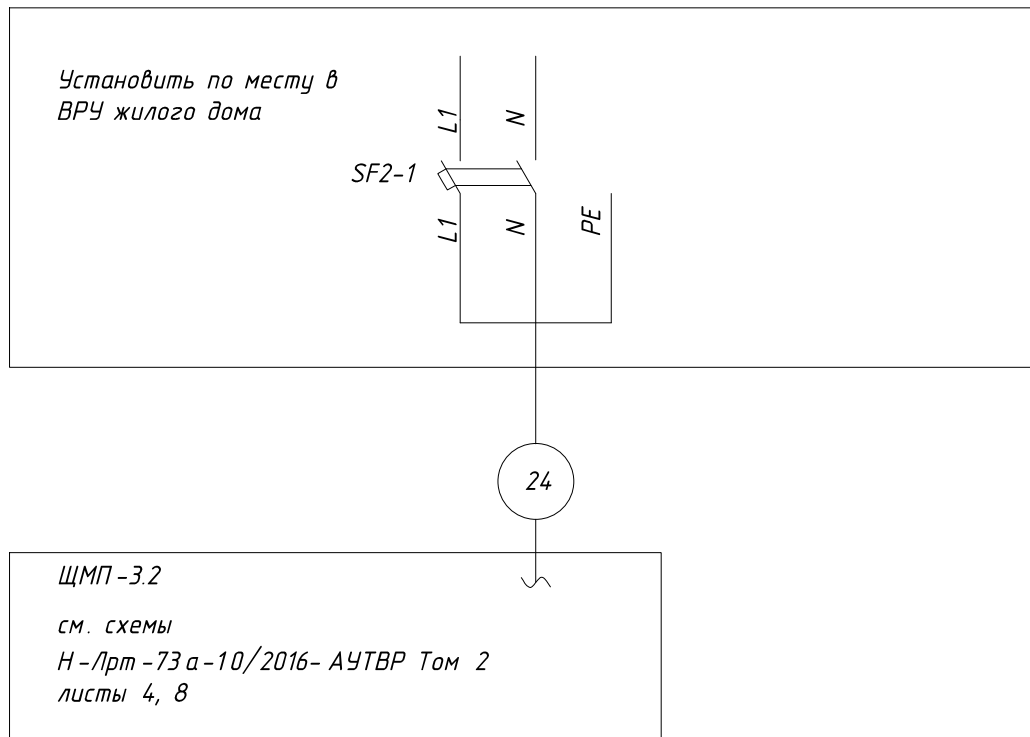 Установить по месту в
ВРУ жилого дома
L1
N
SF2-1
L1
N
PE
24
ЩМП-3.2
см. схемы
Н-Лрт-73а-10/2016-АУТВР Том 2
листы 4, 8